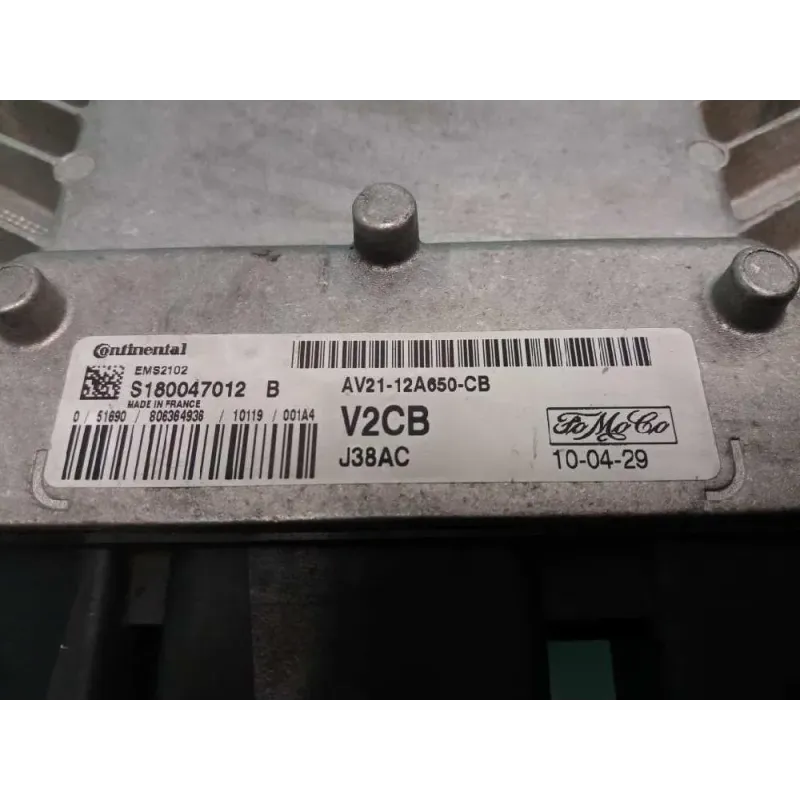 Continental
EMS2102
S180047012 B
MADE IN FRANCE
0 / 51690 / 806364936 / 10119 / 001A4
AV21-12A650-CB
V2CB
J38AC
FoMoCo
10-04-29